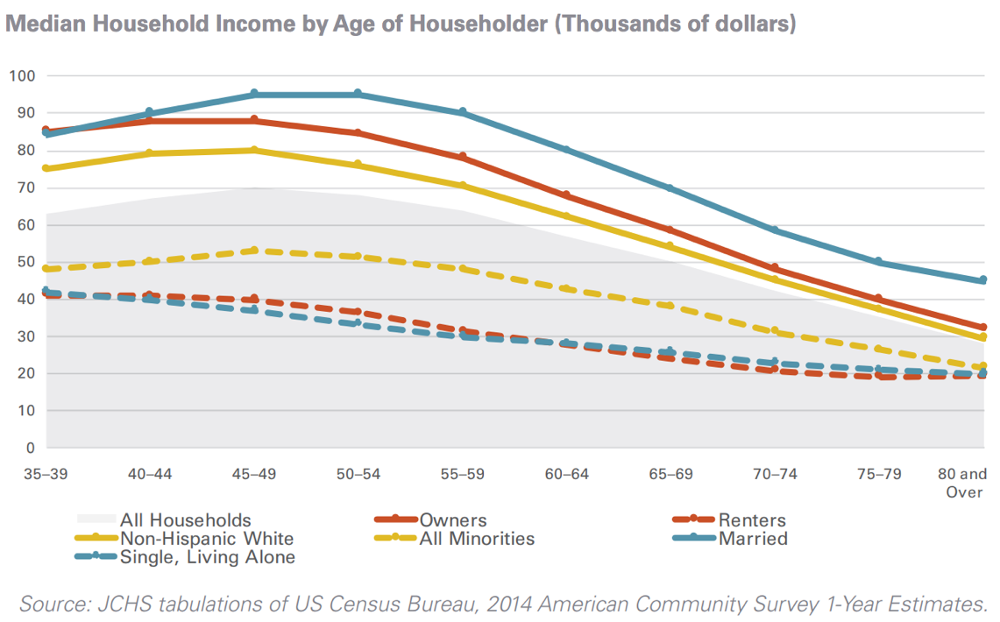 Median Household Income by Age of Householder (Thousands of dollars)
100
90
80
70
60
50
40
30
20
10
0
35–39 40–44 45–49 50–54 55–59 60–64 65–69 70–74 75–79 80 and
Over
All Households Owners Renters
Non-Hispanic White All Minorities Married
Single, Living Alone
Source: JCHS tabulations of US Census Bureau, 2014 American Community Survey 1-Year Estimates.